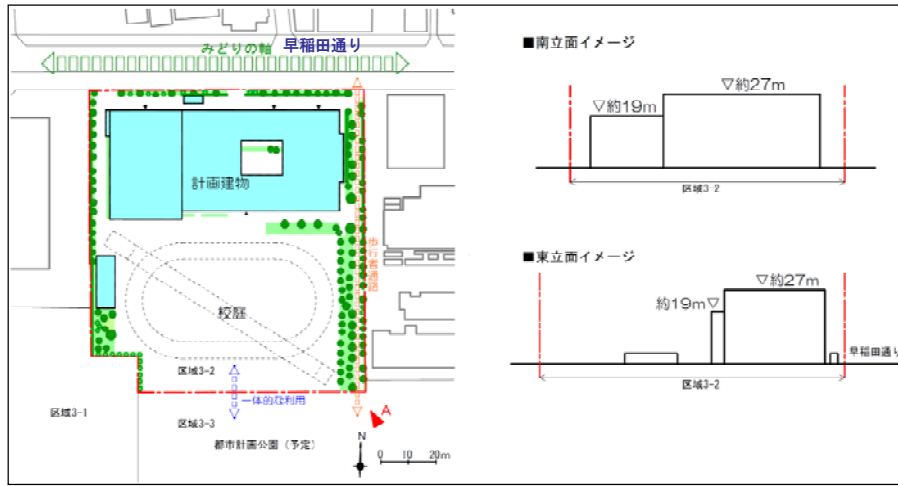 みどりの軸
早稲田通り
計画建物
歩行者通路
校庭
区域3-2
一体的な利用
区域3-1
区域3-3
都市計画公園（予定）
A
N
0 10 20m
■南立面イメージ
▽約27m
▽約19m
区域3-2
■東立面イメージ
▽約27m
約19m▽
早稲田通り
区域3-2